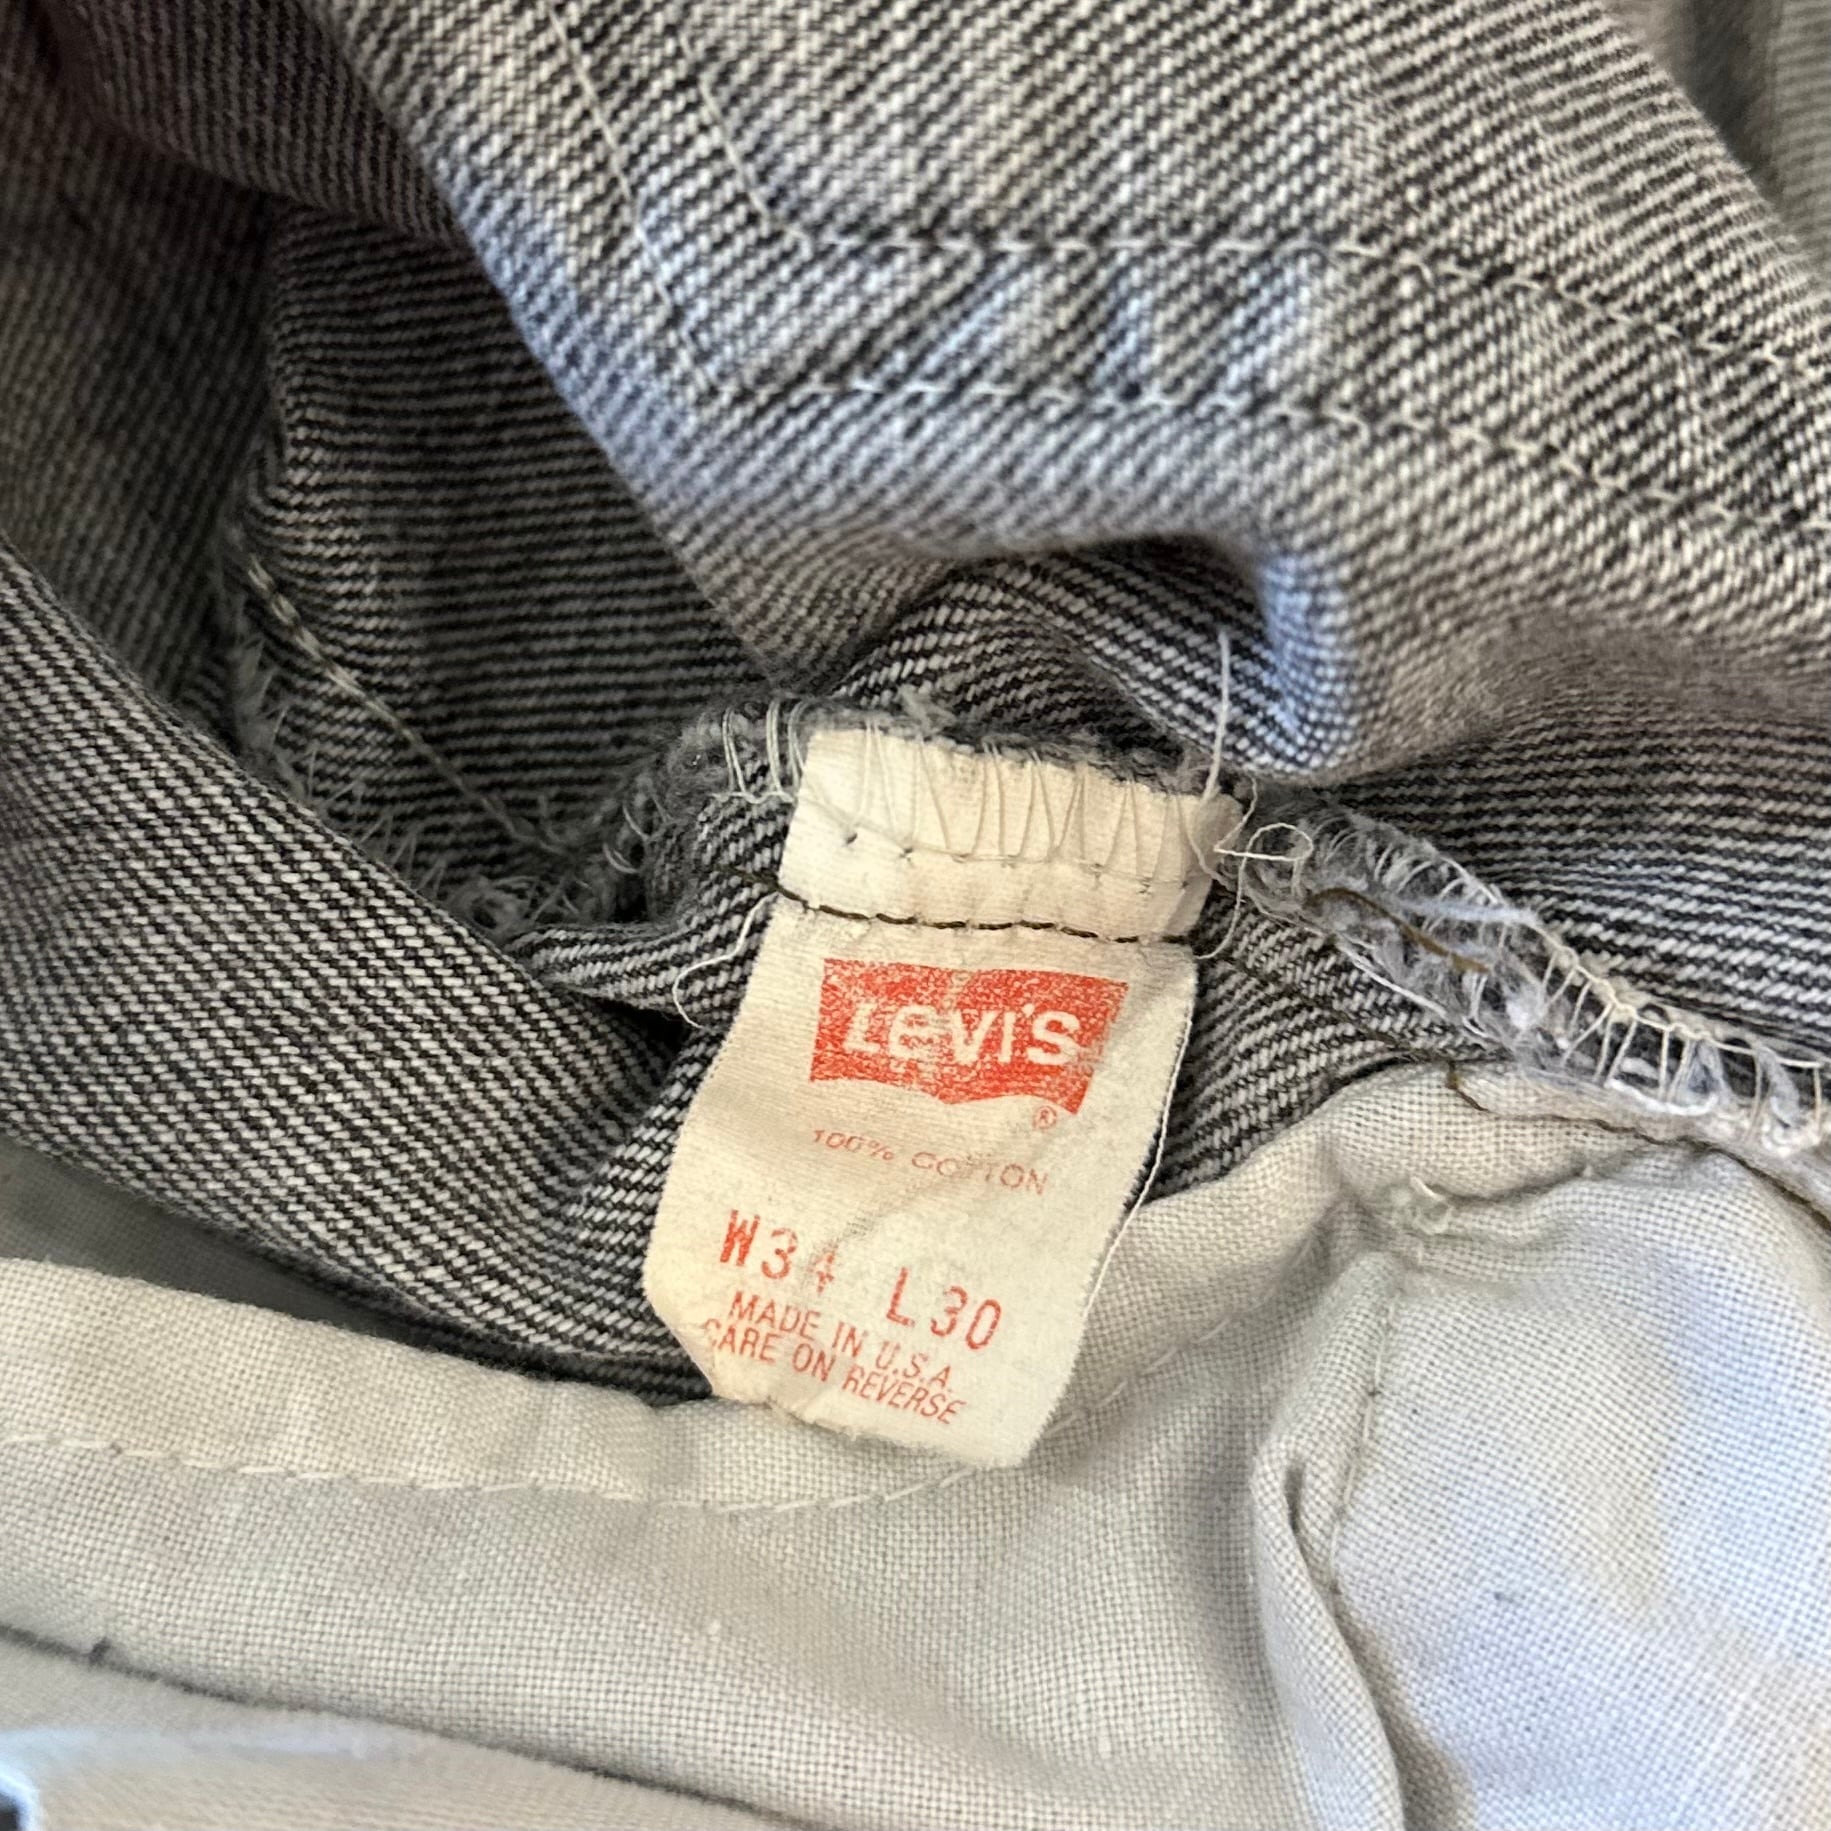 Levi's
®
100% COTTON
W34 L30
MADE IN U.S.A.
CARE ON REVERSE